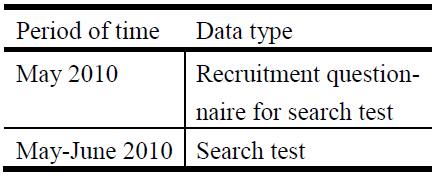 Period of time Data type
May 2010 Recruitment question-
naire for search test
May-June 2010 Search test